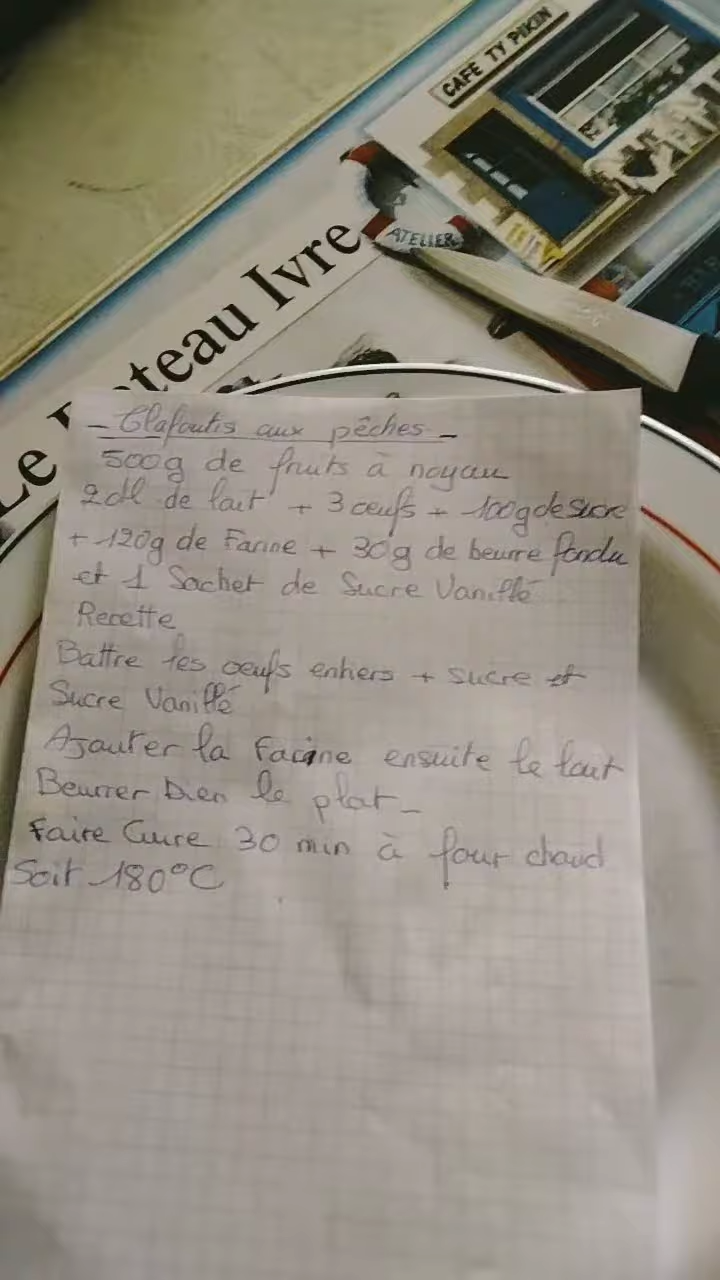 CAFÉ TY PIKEN
ATELIER
Le Bateau Ivre
- Clafoutis aux pêches -
500g de fruits à noyau
2dl de lait + 3 œufs + 100g de sucre
+ 120g de Farine + 30g de beurre fondu
et 1 Sachet de Sucre Vanillé
Recette
Battre les oeufs entiers + sucre et
Sucre Vanillé
Ajouter la Farine ensuite le lait
Beurrer bien le plat -
Faire Cuire 30 min à four chaud
Soit 180°C